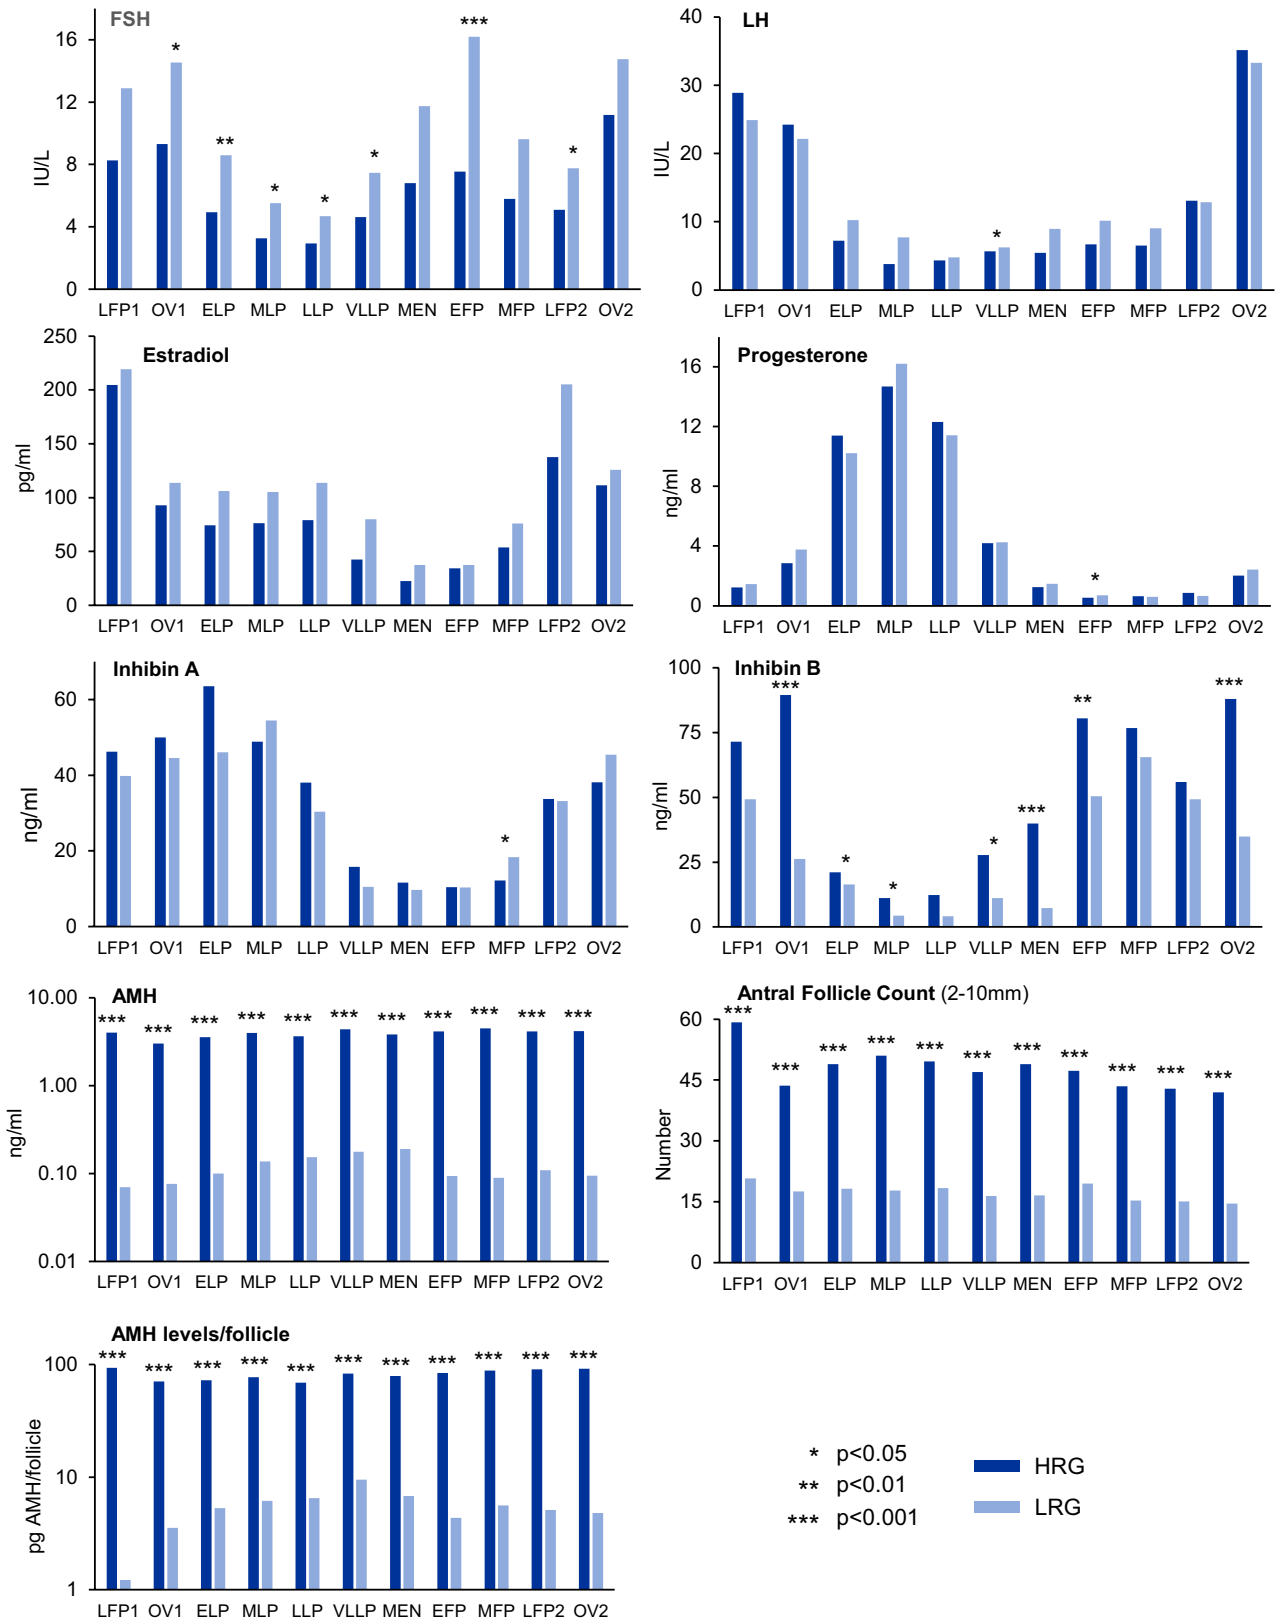 FSH
IU/L
16
12
8
4
0
*
**
*
*
*
***
*
LFP1 OV1 ELP MLP LLP VLLP MEN EFP MFP LFP2 OV2
LH
IU/L
40
30
20
10
0
*
LFP1 OV1 ELP MLP LLP VLLP MEN EFP MFP LFP2 OV2
Estradiol
pg/ml
250
200
150
100
50
0
LFP1 OV1 ELP MLP LLP VLLP MEN EFP MFP LFP2 OV2
Progesterone
ng/ml
16
12
8
4
0
*
LFP1 OV1 ELP MLP LLP VLLP MEN EFP MFP LFP2 OV2
Inhibin A
ng/ml
60
40
20
0
*
LFP1 OV1 ELP MLP LLP VLLP MEN EFP MFP LFP2 OV2
Inhibin B
ng/ml
100
75
50
25
0
***
*
*
*
***
**
***
LFP1 OV1 ELP MLP LLP VLLP MEN EFP MFP LFP2 OV2
AMH
ng/ml
10.00
1.00
0.10
0.01
*** *** *** *** *** *** *** *** *** *** ***
LFP1 OV1 ELP MLP LLP VLLP MEN EFP MFP LFP2 OV2
Antral Follicle Count (2-10mm)
Number
60
45
30
15
0
*** *** *** *** *** *** *** *** *** *** ***
LFP1 OV1 ELP MLP LLP VLLP MEN EFP MFP LFP2 OV2
AMH levels/follicle
pg AMH/follicle
100
10
1
*** *** *** *** *** *** *** *** *** *** ***
LFP1 OV1 ELP MLP LLP VLLP MEN EFP MFP LFP2 OV2
* p<0.05
** p<0.01
*** p<0.001
HRG
LRG